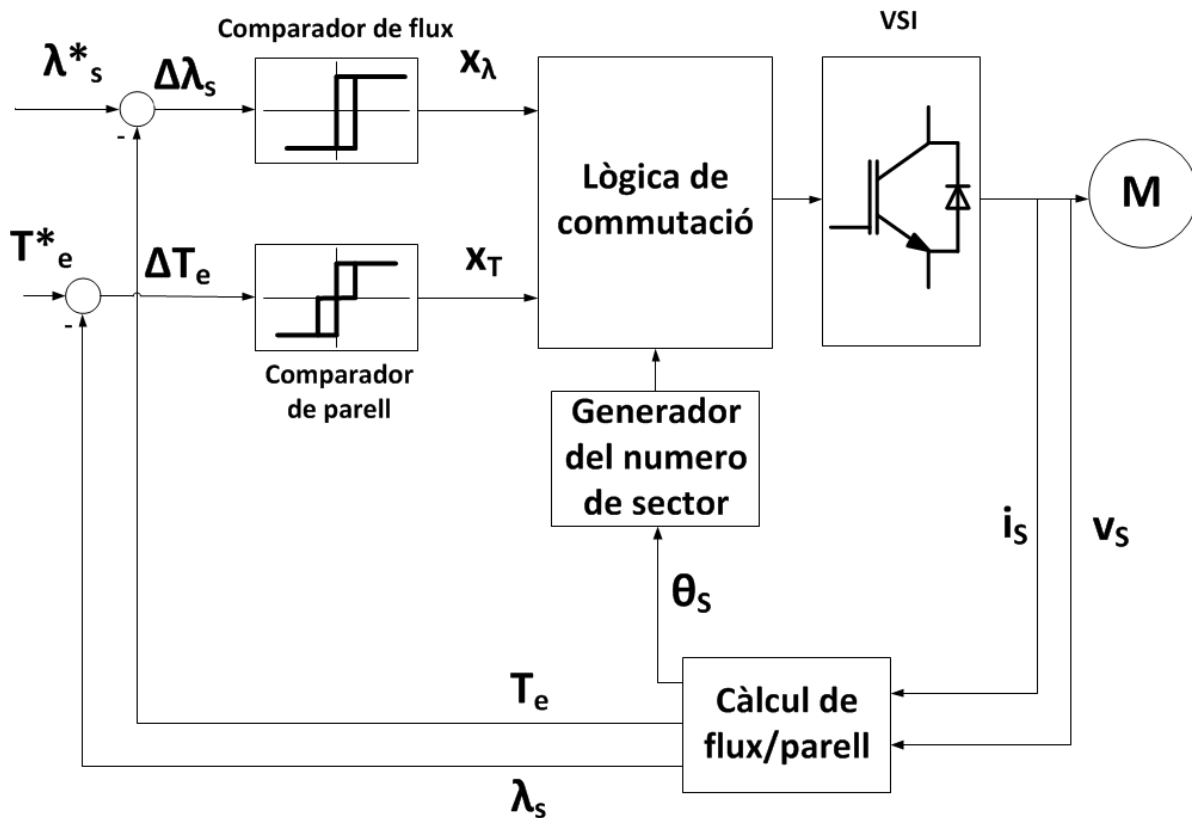 Comparador de flux
VSI
λ*s
Δλs
xλ
-
Lògica de
commutació
M
T*e
ΔTe
xT
-
Comparador
de parell
Generador
del numero
de sector
is
vs
θs
Te
Càlcul de
flux/parell
λs